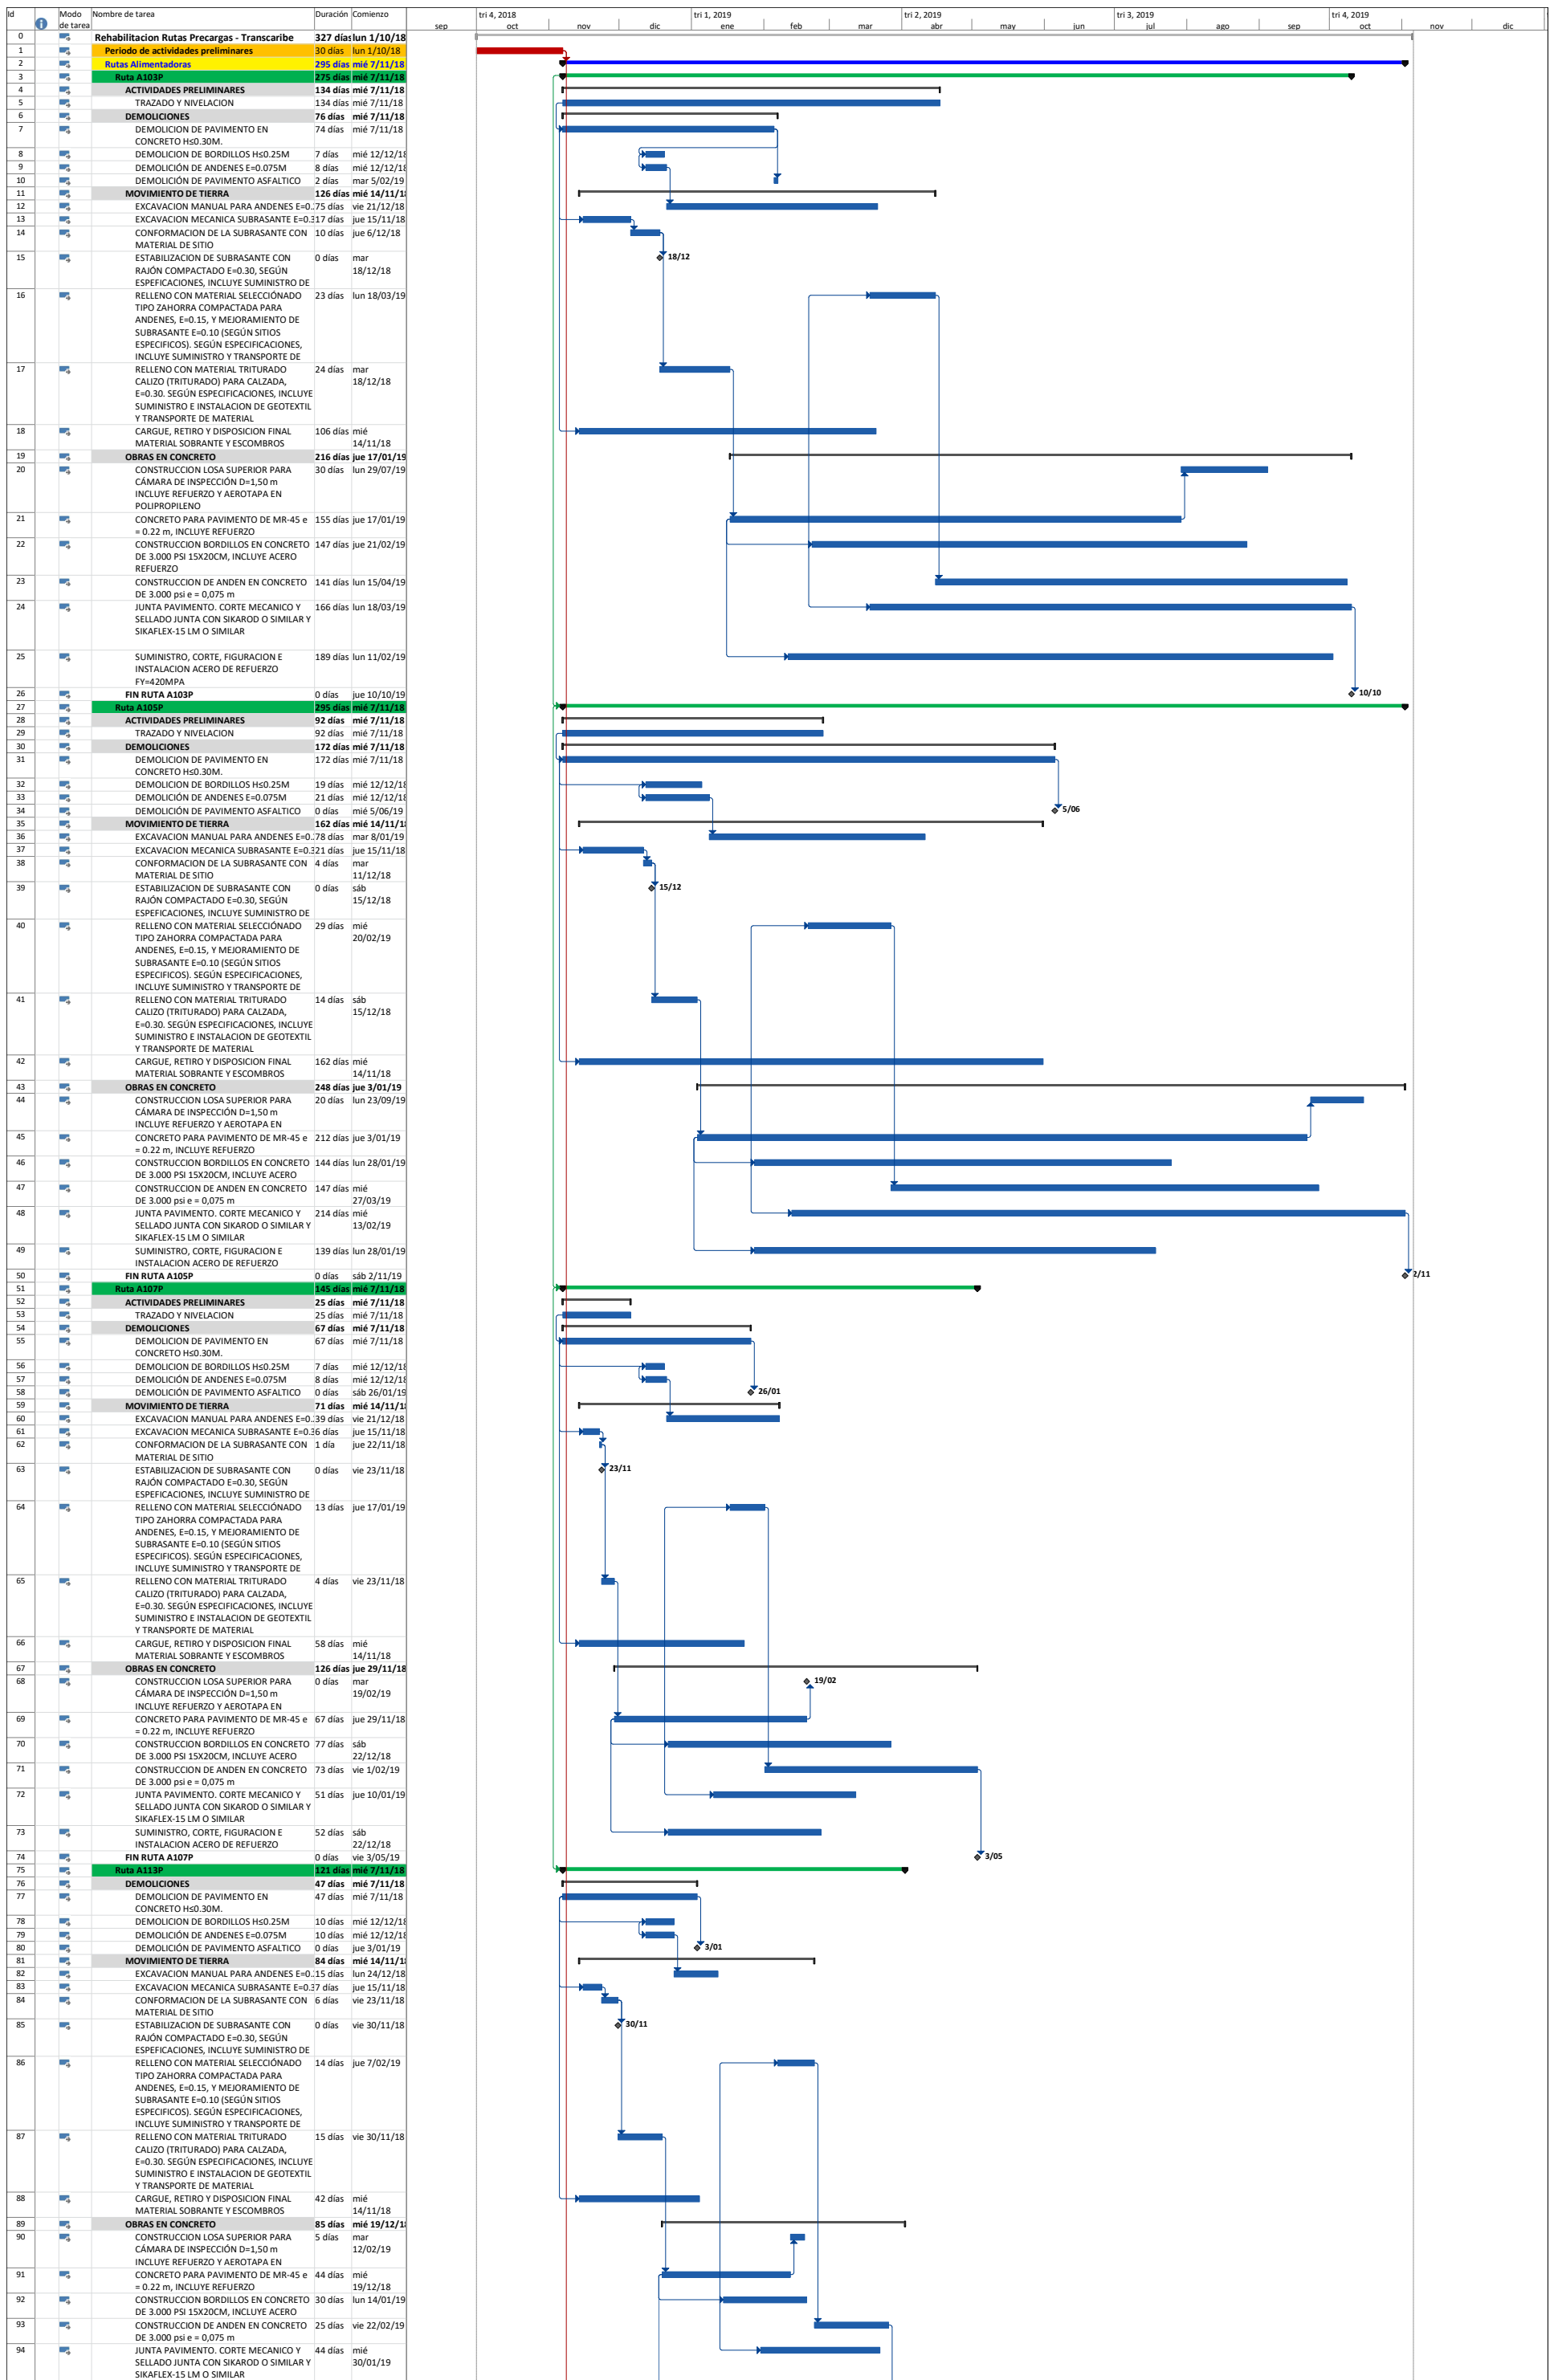 Id Modo de tarea Nombre de tarea Duración Comienzo
tri 4, 2018 tri 1, 2019 tri 2, 2019 tri 3, 2019 tri 4, 2019
sep oct nov dic ene feb mar abr may jun jul ago sep oct nov dic
0 Rehabilitacion Rutas Precargas - Transcaribe 327 días lun 1/10/18
1 Periodo de actividades preliminares 30 días lun 1/10/18
2 Rutas Alimentadoras 295 días mié 7/11/18
3 Ruta A103P 275 días mié 7/11/18
4 ACTIVIDADES PRELIMINARES 134 días mié 7/11/18
5 TRAZADO Y NIVELACION 134 días mié 7/11/18
6 DEMOLICIONES 76 días mié 7/11/18
7 DEMOLICION DE PAVIMENTO EN 74 días mié 7/11/18
CONCRETO H≤0.30M.
8 DEMOLICION DE BORDILLOS H≤0.25M 7 días mié 12/12/18
9 DEMOLICIÓN DE ANDENES E=0.075M 8 días mié 12/12/18
10 DEMOLICIÓN DE PAVIMENTO ASFALTICO 2 días mar 5/02/19
11 MOVIMIENTO DE TIERRA 126 días mié 14/11/18
12 EXCAVACION MANUAL PARA ANDENES E=0. 75 días vie 21/12/18
13 EXCAVACION MECANICA SUBRASANTE E=0.3 17 días jue 15/11/18
14 CONFORMACION DE LA SUBRASANTE CON 10 días jue 6/12/18
MATERIAL DE SITIO
15 ESTABILIZACION DE SUBRASANTE CON 0 días mar
RAJÓN COMPACTADO E=0.30, SEGÚN 18/12/18
ESPEFICACIONES, INCLUYE SUMINISTRO DE
18/12
16 RELLENO CON MATERIAL SELECCIÓNADO 23 días lun 18/03/19
TIPO ZAHORRA COMPACTADA PARA
ANDENES, E=0.15, Y MEJORAMIENTO DE
SUBRASANTE E=0.10 (SEGÚN SITIOS
ESPECIFICOS). SEGÚN ESPECIFICACIONES,
INCLUYE SUMINISTRO Y TRANSPORTE DE
17 RELLENO CON MATERIAL TRITURADO 24 días mar
CALIZO (TRITURADO) PARA CALZADA, 18/12/18
E=0.30. SEGÚN ESPECIFICACIONES, INCLUYE
SUMINISTRO E INSTALACION DE GEOTEXTIL
Y TRANSPORTE DE MATERIAL
18 CARGUE, RETIRO Y DISPOSICION FINAL 106 días mié
MATERIAL SOBRANTE Y ESCOMBROS 14/11/18
19 OBRAS EN CONCRETO 216 días jue 17/01/19
20 CONSTRUCCION LOSA SUPERIOR PARA 30 días lun 29/07/19
CÁMARA DE INSPECCIÓN D=1,50 m
INCLUYE REFUERZO Y AEROTAPA EN
POLIPROPILENO
21 CONCRETO PARA PAVIMENTO DE MR-45 e 155 días jue 17/01/19
= 0.22 m, INCLUYE REFUERZO
22 CONSTRUCCION BORDILLOS EN CONCRETO 147 días jue 21/02/19
DE 3.000 PSI 15X20CM, INCLUYE ACERO
REFUERZO
23 CONSTRUCCION DE ANDEN EN CONCRETO 141 días lun 15/04/19
DE 3.000 psi e = 0,075 m
24 JUNTA PAVIMENTO. CORTE MECANICO Y 166 días lun 18/03/19
SELLADO JUNTA CON SIKAROD O SIMILAR Y
SIKAFLEX-15 LM O SIMILAR
25 SUMINISTRO, CORTE, FIGURACION E 189 días lun 11/02/19
INSTALACION ACERO DE REFUERZO
FY=420MPA
26 FIN RUTA A103P 0 días jue 10/10/19
10/10
27 Ruta A105P 295 días mié 7/11/18
28 ACTIVIDADES PRELIMINARES 92 días mié 7/11/18
29 TRAZADO Y NIVELACION 92 días mié 7/11/18
30 DEMOLICIONES 172 días mié 7/11/18
31 DEMOLICION DE PAVIMENTO EN 172 días mié 7/11/18
CONCRETO H≤0.30M.
32 DEMOLICION DE BORDILLOS H≤0.25M 19 días mié 12/12/18
33 DEMOLICIÓN DE ANDENES E=0.075M 21 días mié 12/12/18
34 DEMOLICIÓN DE PAVIMENTO ASFALTICO 0 días mié 5/06/19
5/06
35 MOVIMIENTO DE TIERRA 162 días mié 14/11/18
36 EXCAVACION MANUAL PARA ANDENES E=0. 78 días mar 8/01/19
37 EXCAVACION MECANICA SUBRASANTE E=0.3 21 días jue 15/11/18
38 CONFORMACION DE LA SUBRASANTE CON 4 días mar
MATERIAL DE SITIO 11/12/18
39 ESTABILIZACION DE SUBRASANTE CON 0 días sáb
RAJÓN COMPACTADO E=0.30, SEGÚN 15/12/18
ESPEFICACIONES, INCLUYE SUMINISTRO DE
15/12
40 RELLENO CON MATERIAL SELECCIÓNADO 29 días mié
TIPO ZAHORRA COMPACTADA PARA 20/02/19
ANDENES, E=0.15, Y MEJORAMIENTO DE
SUBRASANTE E=0.10 (SEGÚN SITIOS
ESPECIFICOS). SEGÚN ESPECIFICACIONES,
INCLUYE SUMINISTRO Y TRANSPORTE DE
41 RELLENO CON MATERIAL TRITURADO 14 días sáb
CALIZO (TRITURADO) PARA CALZADA, 15/12/18
E=0.30. SEGÚN ESPECIFICACIONES, INCLUYE
SUMINISTRO E INSTALACION DE GEOTEXTIL
Y TRANSPORTE DE MATERIAL
42 CARGUE, RETIRO Y DISPOSICION FINAL 162 días mié
MATERIAL SOBRANTE Y ESCOMBROS 14/11/18
43 OBRAS EN CONCRETO 248 días jue 3/01/19
44 CONSTRUCCION LOSA SUPERIOR PARA 20 días lun 23/09/19
CÁMARA DE INSPECCIÓN D=1,50 m
INCLUYE REFUERZO Y AEROTAPA EN
45 CONCRETO PARA PAVIMENTO DE MR-45 e 212 días jue 3/01/19
= 0.22 m, INCLUYE REFUERZO
46 CONSTRUCCION BORDILLOS EN CONCRETO 144 días lun 28/01/19
DE 3.000 PSI 15X20CM, INCLUYE ACERO
47 CONSTRUCCION DE ANDEN EN CONCRETO 147 días mié
DE 3.000 psi e = 0,075 m 27/03/19
48 JUNTA PAVIMENTO. CORTE MECANICO Y 214 días mié
SELLADO JUNTA CON SIKAROD O SIMILAR Y 13/02/19
SIKAFLEX-15 LM O SIMILAR
49 SUMINISTRO, CORTE, FIGURACION E 139 días lun 28/01/19
INSTALACION ACERO DE REFUERZO
50 FIN RUTA A105P 0 días sáb 2/11/19
2/11
51 Ruta A107P 145 días mié 7/11/18
52 ACTIVIDADES PRELIMINARES 25 días mié 7/11/18
53 TRAZADO Y NIVELACION 25 días mié 7/11/18
54 DEMOLICIONES 67 días mié 7/11/18
55 DEMOLICION DE PAVIMENTO EN 67 días mié 7/11/18
CONCRETO H≤0.30M.
56 DEMOLICION DE BORDILLOS H≤0.25M 7 días mié 12/12/18
57 DEMOLICIÓN DE ANDENES E=0.075M 8 días mié 12/12/18
58 DEMOLICIÓN DE PAVIMENTO ASFALTICO 0 días sáb 26/01/19
26/01
59 MOVIMIENTO DE TIERRA 71 días mié 14/11/18
60 EXCAVACION MANUAL PARA ANDENES E=0. 39 días vie 21/12/18
61 EXCAVACION MECANICA SUBRASANTE E=0.3 6 días jue 15/11/18
62 CONFORMACION DE LA SUBRASANTE CON 1 día jue 22/11/18
MATERIAL DE SITIO
63 ESTABILIZACION DE SUBRASANTE CON 0 días vie 23/11/18
RAJÓN COMPACTADO E=0.30, SEGÚN
ESPEFICACIONES, INCLUYE SUMINISTRO DE
23/11
64 RELLENO CON MATERIAL SELECCIÓNADO 13 días jue 17/01/19
TIPO ZAHORRA COMPACTADA PARA
ANDENES, E=0.15, Y MEJORAMIENTO DE
SUBRASANTE E=0.10 (SEGÚN SITIOS
ESPECIFICOS). SEGÚN ESPECIFICACIONES,
INCLUYE SUMINISTRO Y TRANSPORTE DE
65 RELLENO CON MATERIAL TRITURADO 4 días vie 23/11/18
CALIZO (TRITURADO) PARA CALZADA,
E=0.30. SEGÚN ESPECIFICACIONES, INCLUYE
SUMINISTRO E INSTALACION DE GEOTEXTIL
Y TRANSPORTE DE MATERIAL
66 CARGUE, RETIRO Y DISPOSICION FINAL 58 días mié
MATERIAL SOBRANTE Y ESCOMBROS 14/11/18
67 OBRAS EN CONCRETO 126 días jue 29/11/18
68 CONSTRUCCION LOSA SUPERIOR PARA 0 días mar
CÁMARA DE INSPECCIÓN D=1,50 m 19/02/19
INCLUYE REFUERZO Y AEROTAPA EN
19/02
69 CONCRETO PARA PAVIMENTO DE MR-45 e 67 días jue 29/11/18
= 0.22 m, INCLUYE REFUERZO
70 CONSTRUCCION BORDILLOS EN CONCRETO 77 días sáb
DE 3.000 PSI 15X20CM, INCLUYE ACERO 22/12/18
71 CONSTRUCCION DE ANDEN EN CONCRETO 73 días vie 1/02/19
DE 3.000 psi e = 0,075 m
72 JUNTA PAVIMENTO. CORTE MECANICO Y 51 días jue 10/01/19
SELLADO JUNTA CON SIKAROD O SIMILAR Y
SIKAFLEX-15 LM O SIMILAR
73 SUMINISTRO, CORTE, FIGURACION E 52 días sáb
INSTALACION ACERO DE REFUERZO 22/12/18
74 FIN RUTA A107P 0 días vie 3/05/19
3/05
75 Ruta A113P 121 días mié 7/11/18
76 DEMOLICIONES 47 días mié 7/11/18
77 DEMOLICION DE PAVIMENTO EN 47 días mié 7/11/18
CONCRETO H≤0.30M.
78 DEMOLICION DE BORDILLOS H≤0.25M 10 días mié 12/12/18
79 DEMOLICIÓN DE ANDENES E=0.075M 10 días mié 12/12/18
80 DEMOLICIÓN DE PAVIMENTO ASFALTICO 0 días jue 3/01/19
3/01
81 MOVIMIENTO DE TIERRA 84 días mié 14/11/18
82 EXCAVACION MANUAL PARA ANDENES E=0. 15 días lun 24/12/18
83 EXCAVACION MECANICA SUBRASANTE E=0.3 7 días jue 15/11/18
84 CONFORMACION DE LA SUBRASANTE CON 6 días vie 23/11/18
MATERIAL DE SITIO
85 ESTABILIZACION DE SUBRASANTE CON 0 días vie 30/11/18
RAJÓN COMPACTADO E=0.30, SEGÚN
ESPEFICACIONES, INCLUYE SUMINISTRO DE
30/11
86 RELLENO CON MATERIAL SELECCIÓNADO 14 días jue 7/02/19
TIPO ZAHORRA COMPACTADA PARA
ANDENES, E=0.15, Y MEJORAMIENTO DE
SUBRASANTE E=0.10 (SEGÚN SITIOS
ESPECIFICOS). SEGÚN ESPECIFICACIONES,
INCLUYE SUMINISTRO Y TRANSPORTE DE
87 RELLENO CON MATERIAL TRITURADO 15 días vie 30/11/18
CALIZO (TRITURADO) PARA CALZADA,
E=0.30. SEGÚN ESPECIFICACIONES, INCLUYE
SUMINISTRO E INSTALACION DE GEOTEXTIL
Y TRANSPORTE DE MATERIAL
88 CARGUE, RETIRO Y DISPOSICION FINAL 42 días mié
MATERIAL SOBRANTE Y ESCOMBROS 14/11/18
89 OBRAS EN CONCRETO 85 días mié 19/12/18
90 CONSTRUCCION LOSA SUPERIOR PARA 5 días mar
CÁMARA DE INSPECCIÓN D=1,50 m 12/02/19
INCLUYE REFUERZO Y AEROTAPA EN
91 CONCRETO PARA PAVIMENTO DE MR-45 e 44 días mié
= 0.22 m, INCLUYE REFUERZO 19/12/18
92 CONSTRUCCION BORDILLOS EN CONCRETO 30 días lun 14/01/19
DE 3.000 PSI 15X20CM, INCLUYE ACERO
93 CONSTRUCCION DE ANDEN EN CONCRETO 25 días vie 22/02/19
DE 3.000 psi e = 0,075 m
94 JUNTA PAVIMENTO. CORTE MECANICO Y 44 días mié
SELLADO JUNTA CON SIKAROD O SIMILAR Y 30/01/19
SIKAFLEX-15 LM O SIMILAR